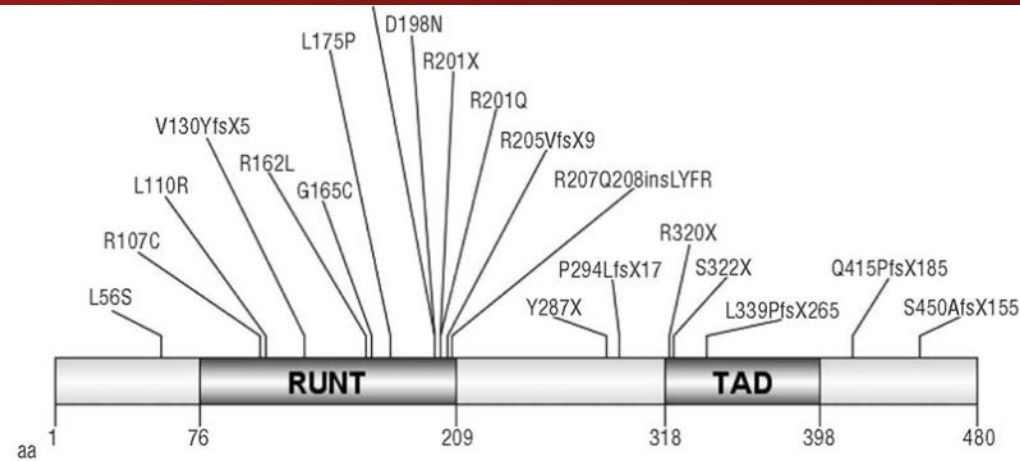 D198N
L175P
R201X
R201Q
V130YfsX5
R205VfsX9
R162L
R207Q208insLYFR
L110R
G165C
R107C
R320X
P294LfsX17
S322X
Q415PfsX185
L56S
Y287X
L339PfsX265
S450AfsX155
RUNT
TAD
aa 1 76 209 318 398 480